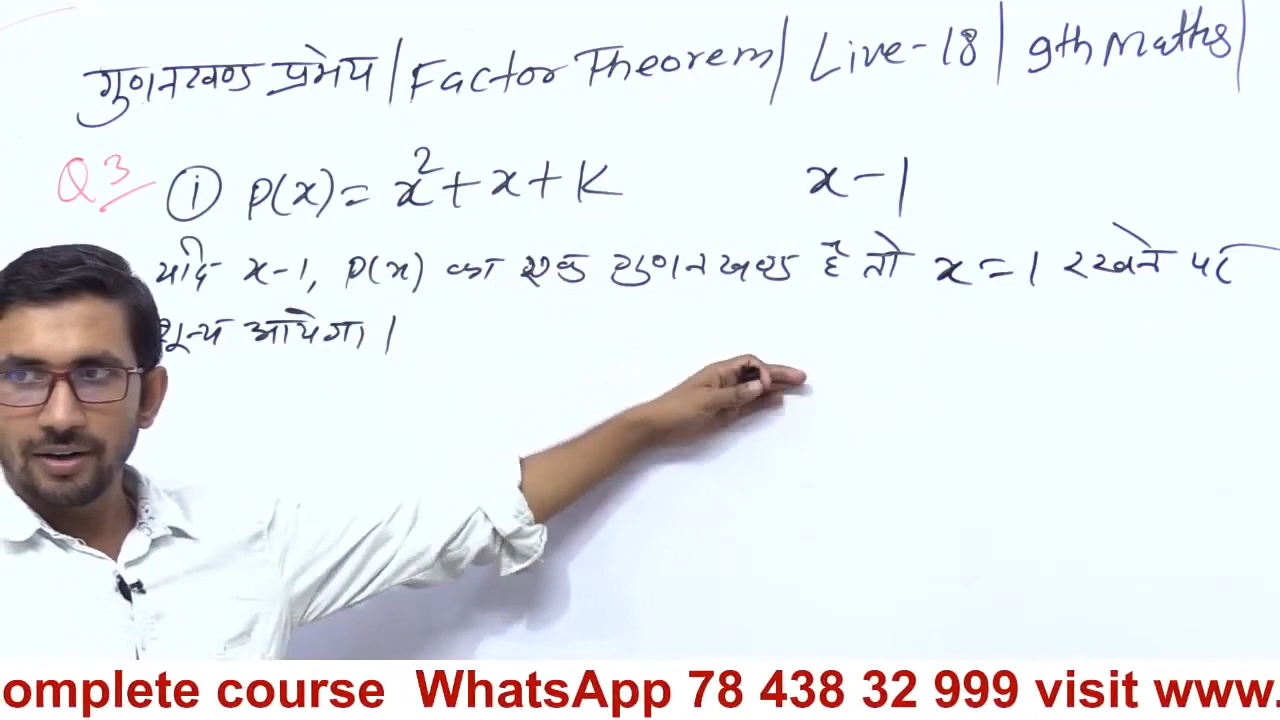 गुणनखण्ड प्रमेय | Factor Theorem | Live-18 | 9th Maths |
Q3 (i) P(x) = x² + x + K x - 1
यदि x-1, P(x) का एक गुणनखण्ड है तो x = 1 रखने पर
शून्य आयेगा |
omplete course WhatsApp 78 438 32 999 visit www.